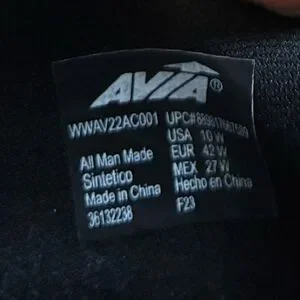 AVIA®
WWAV22AC001
UPC#
USA 10 W
EUR 42 W
MEX 27 W
All Man Made
Sintetico
Made in China
Hecho en China
36132238
F23